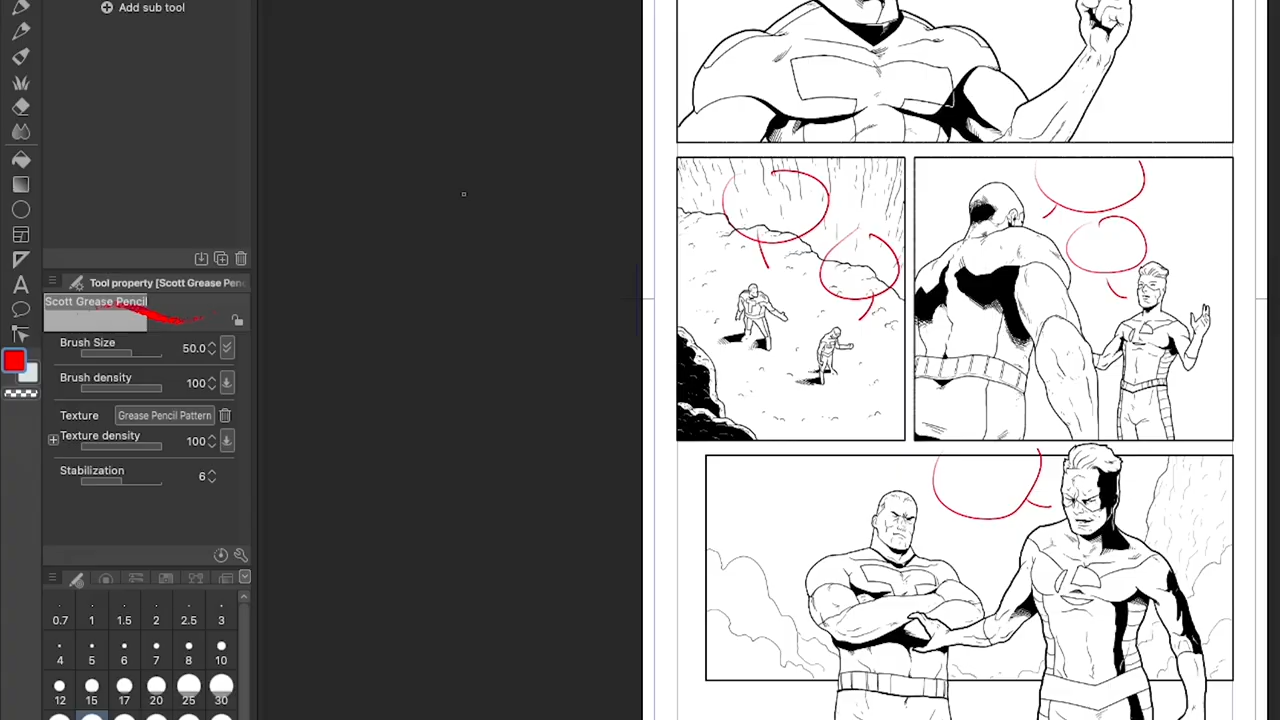 Add sub tool
Tool property [Scott Grease Penc
Scott Grease Pencil
Brush Size 50.0
Brush density 100
Texture Grease Pencil Pattern
Texture density 100
Stabilization 6
0.7 1 1.5 2 2.5 3
4 5 6 7 8 10
12 15 17 20 25 30